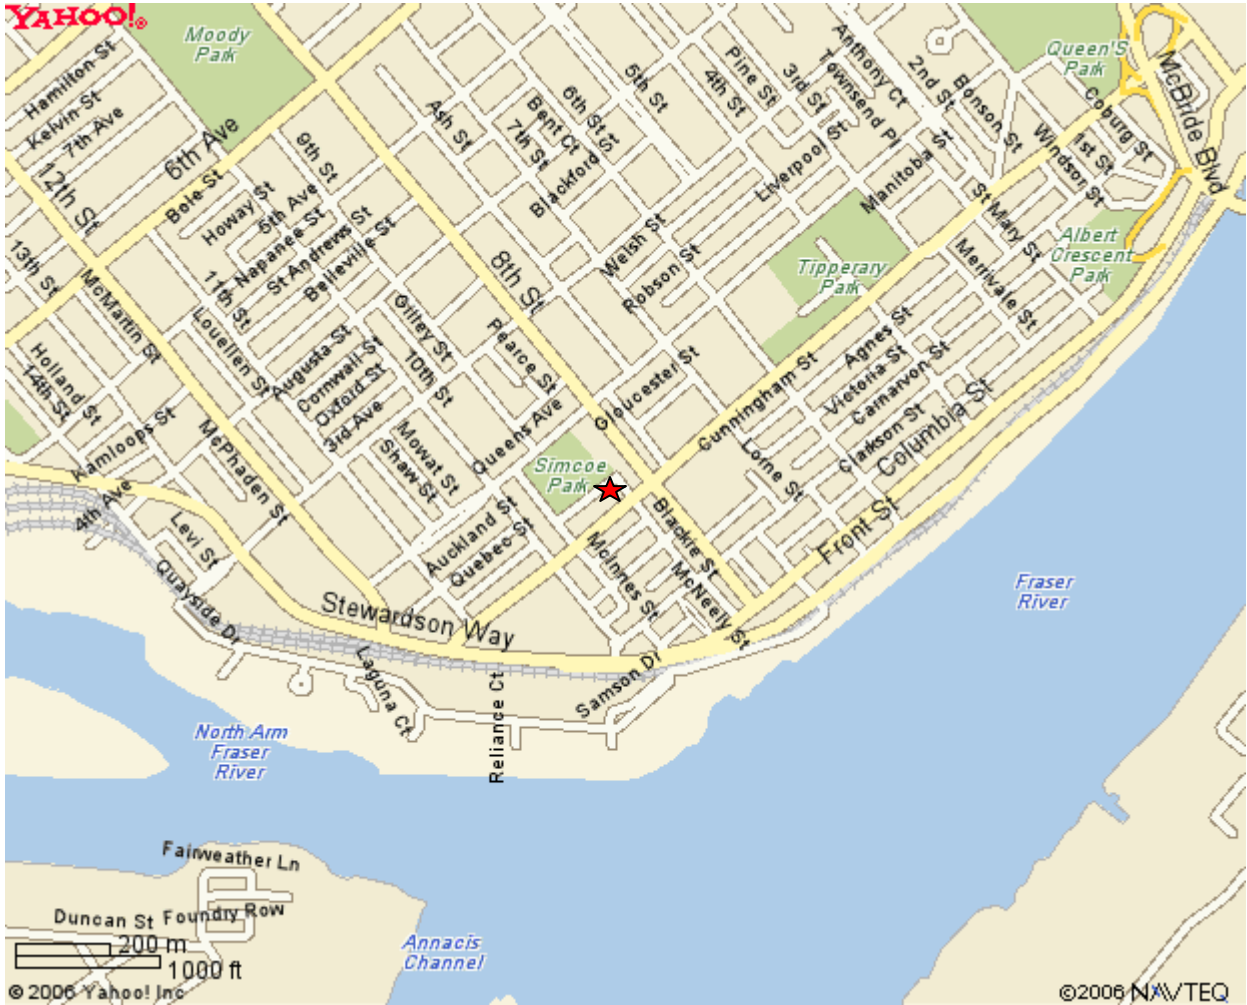 YAHOO!®
Moody
Park
Hamilton St
Kelvin St
7th Ave
6th Ave
12th St
13th St
Bole St
Howay St
5th Ave
Napanee St
St Andrews St
Belleville St
9th St
11th St
McMartin St
Louellen St
Holland St
14th St
Kamloops St
4th Ave
McPhaden St
Augusta St
Cornwall St
Oxford St
3rd Ave
Gilley St
10th St
Mowat St
Shaw St
Ash St
Bent Ct
7th St
6th St
St
Blackford St
5th St
4th St
Pine St
3rd St
Townsend Pl
Anthony Ct
2nd St
Bonson St
Liverpool St
Manitoba St
St
Queen'S
Park
McBride Blvd
Coburg St
1st St
Windsor St
Mary St
Merrivale St
Albert
Crescent
Park
Tipperary
Park
Welsh St
Robson St
8th St
Pearce St
Gloucester St
Queens Ave
Simcoe
Park
Cunningham St
Agnes St
Victoria St
Carnarvon St
Clarkson St
Columbia St
Lorne St
Front St
Blackie St
McNeely St
McInnes St
Auckland St
Quebec St
Levi St
Quayside Dr
Stewardson Way
Laguna Ct
Reliance Ct
Samson Dr
Fraser
River
North Arm
Fraser
River
Fairweather Ln
Duncan St
Foundry Row
Annacis
Channel
200 m
1000 ft
© 2006 Yahoo! Inc
©2006 NAVTEQ